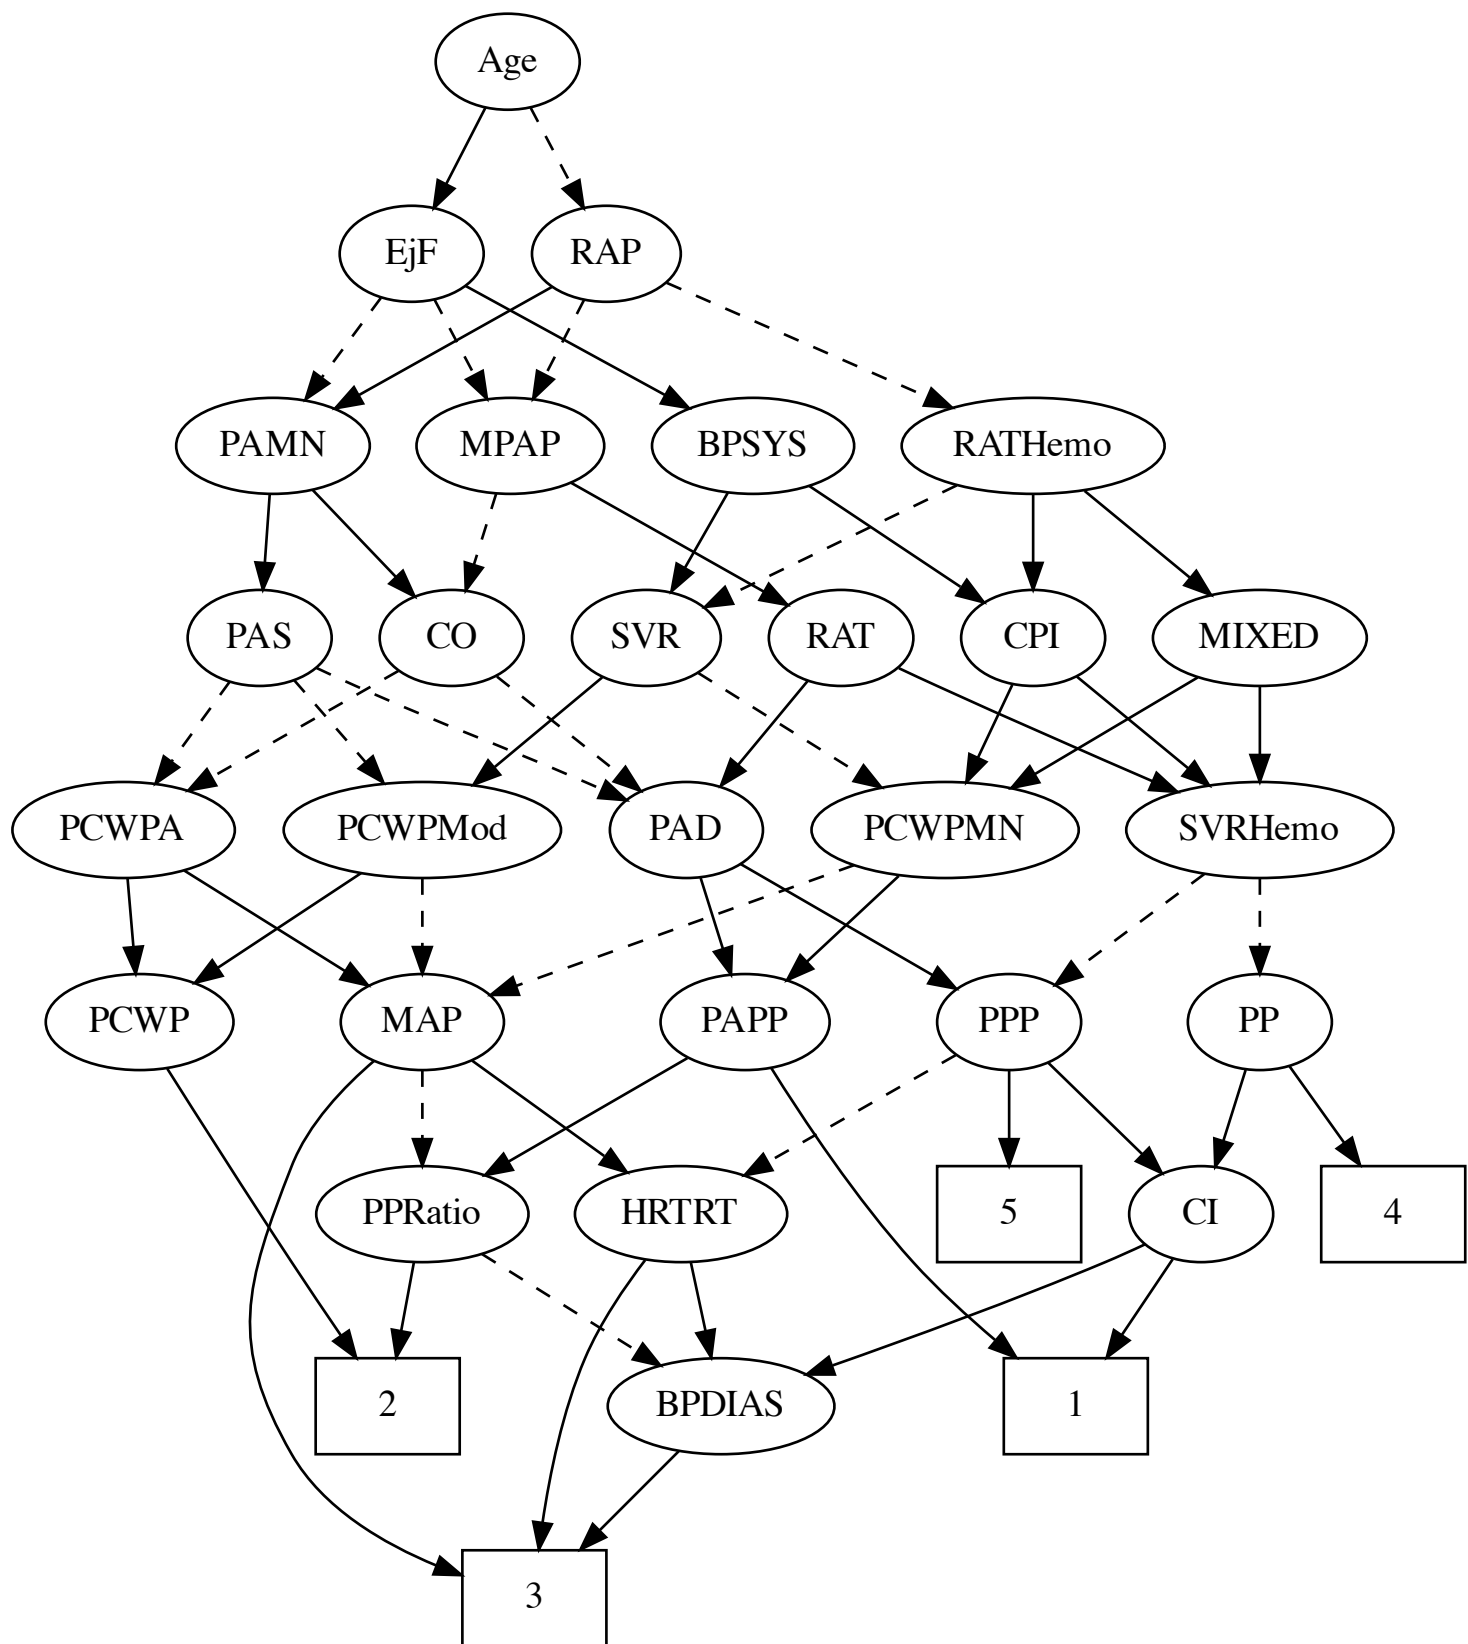 Age
EjF
RAP
PAMN
MPAP
BPSYS
RATHemo
PAS
CO
SVR
RAT
CPI
MIXED
PCWPA
PCWPMod
PAD
PCWPMN
SVRHemo
PCWP
MAP
PAPP
PPP
PP
PPRatio
HRTRT
5
CI
4
2
BPDIAS
1
3